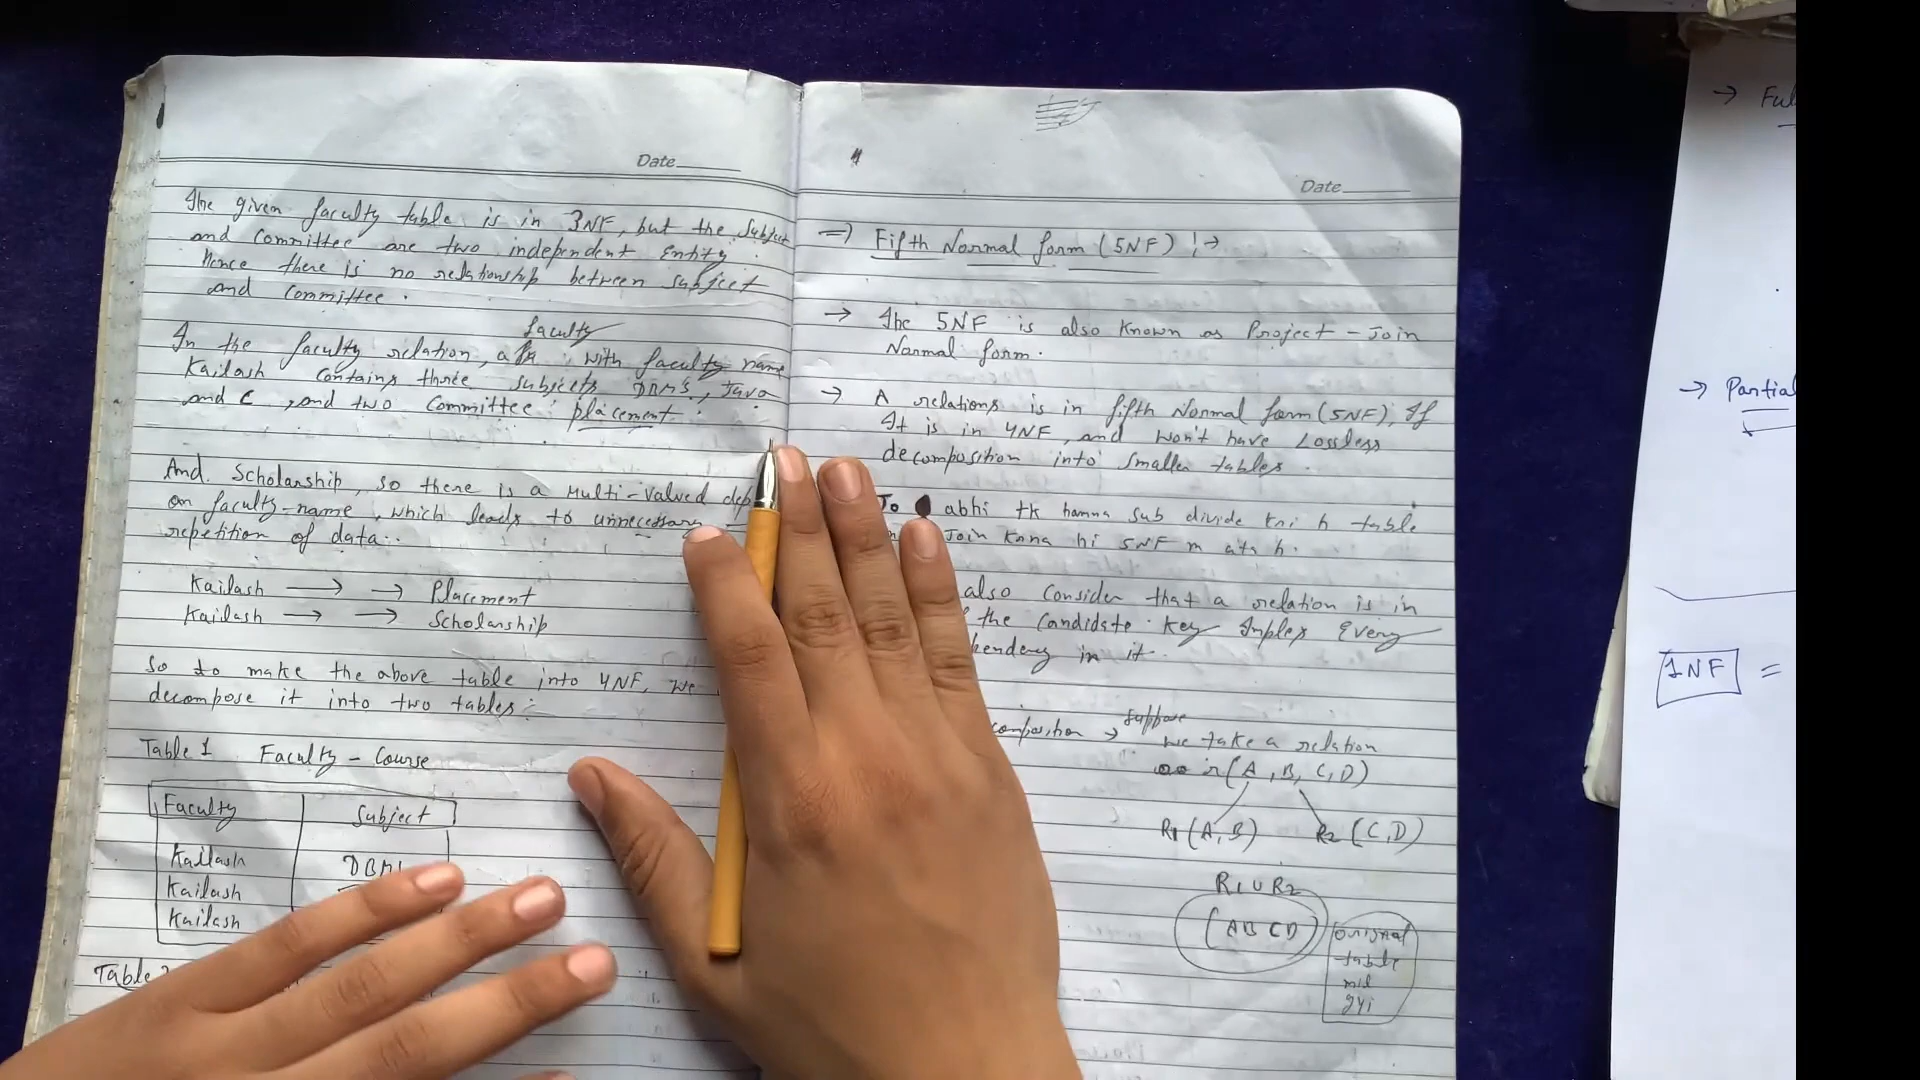 Date
The given faculty table is in 3NF, but the subject
and Committee are two independent Entity.
Hence there is no relationship between subject
and Committee.
faculty
In the faculty relation, a with faculty name
Kailash contains three subjects DBMS, Java
and C, and two Committee: placement.
And Scholarship, so there is a Multi-valued dep
on faculty-name, which leads to unnecessary
repetition of data.
Kailash → → Placement
Kailash → → Scholarship
So to make the above table into 4NF, we
decompose it into two tables:-
Table 1 Faculty - Course
Faculty Subject
Kailash DBM
Kailash
Kailash
Table 2
Date
⇒ Fifth Normal form (5NF) !→
→ The 5NF is also known as Project - Join
Normal form.
→ A relations is in fifth Normal form (5NF), If
It is in 4NF, and won't have Lossless
decomposition into smaller tables.
To abhi tk hamna sub divide kri h table
Join krna hi 5NF m ata h.
also Consider that a relation is in
the Candidate key Implex Every
pendency in it.
composition → suppose
we take a relation
r(A, B, C, D)
R1 (A, B) R2 (C, D)
R1 U R2
(AB CD)
original
table
mil
gyi
→ Ful
→ Partial
1NF =